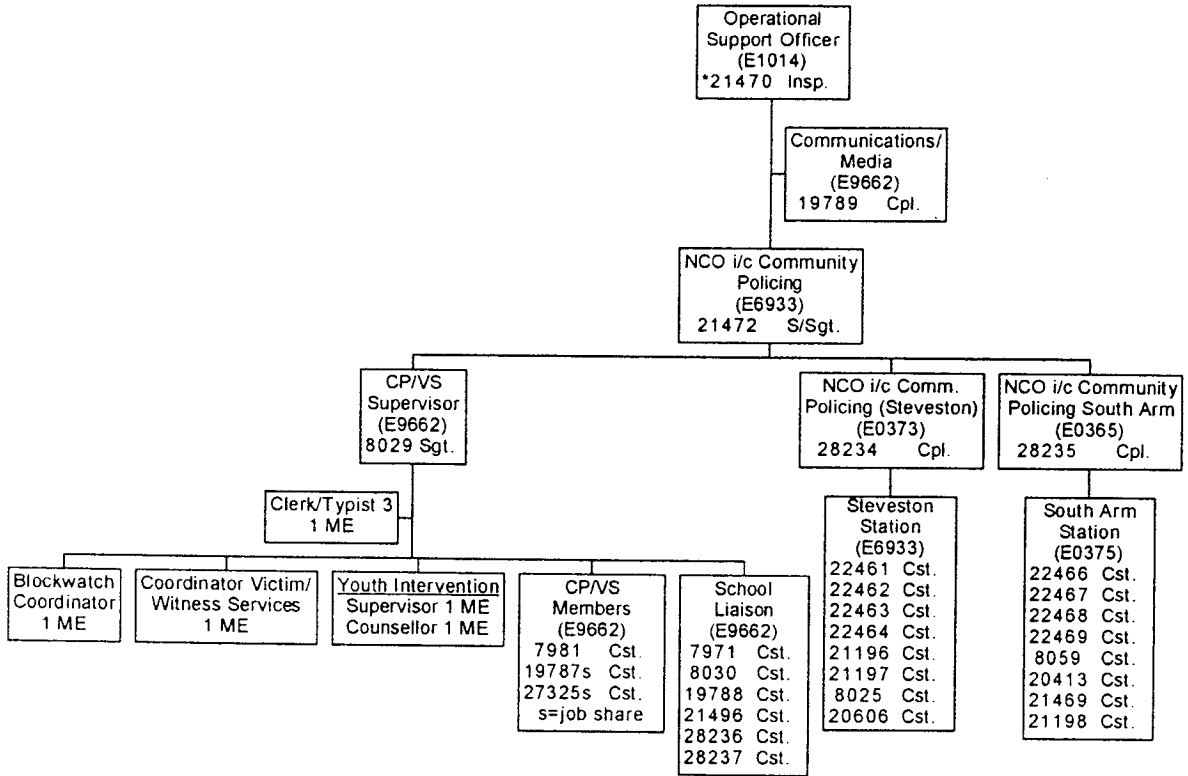 Operational
Support Officer
(E1014)
*21470 Insp.
Communications/
Media
(E9662)
19789 Cpl.
NCO i/c Community
Policing
(E6933)
21472 S/Sgt.
CP/VS
Supervisor
(E9662)
8029 Sgt.
NCO i/c Comm.
Policing (Steveston)
(E0373)
28234 Cpl.
NCO i/c Community
Policing South Arm
(E0365)
28235 Cpl.
Clerk/Typist 3
1 ME
Blockwatch
Coordinator
1 ME
Coordinator Victim/
Witness Services
1 ME
Youth Intervention
Supervisor 1 ME
Counsellor 1 ME
CP/VS
Members
(E9662)
7981 Cst.
19787s Cst.
27325s Cst.
s=job share
School
Liaison
(E9662)
7971 Cst.
8030 Cst.
19788 Cst.
21496 Cst.
28236 Cst.
28237 Cst.
Steveston
Station
(E6933)
22461 Cst.
22462 Cst.
22463 Cst.
22464 Cst.
21196 Cst.
21197 Cst.
8025 Cst.
20606 Cst.
South Arm
Station
(E0375)
22466 Cst.
22467 Cst.
22468 Cst.
22469 Cst.
8059 Cst.
20413 Cst.
21469 Cst.
21198 Cst.